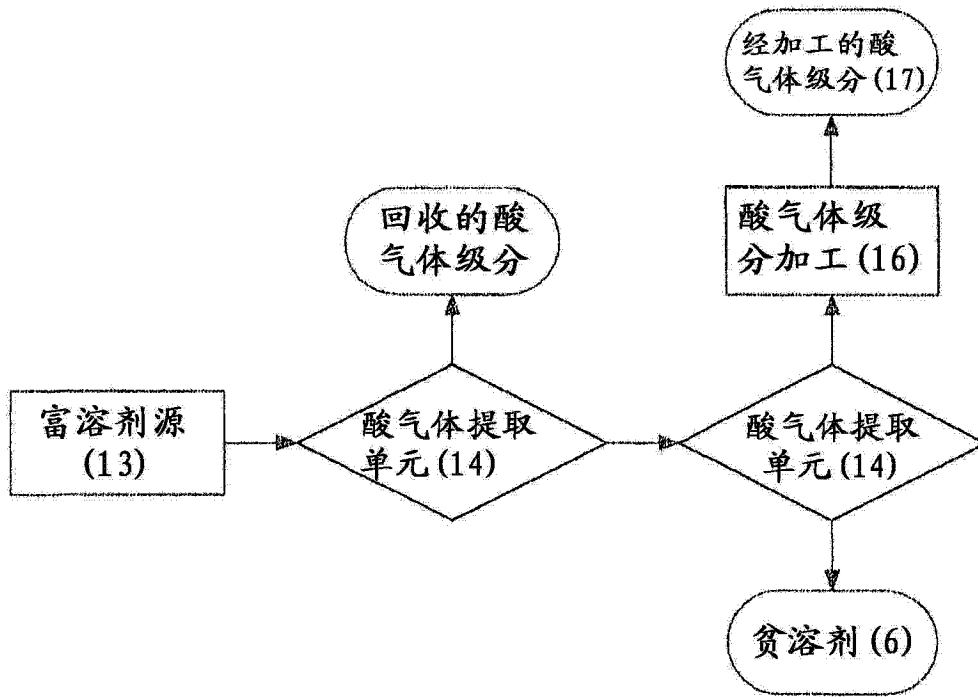 经加工的酸
气体级分(17)
回收的酸
气体级分
酸气体级
分加工(16)
富溶剂源
(13)
酸气体提取
单元(14)
酸气体提取
单元(14)
贫溶剂(6)